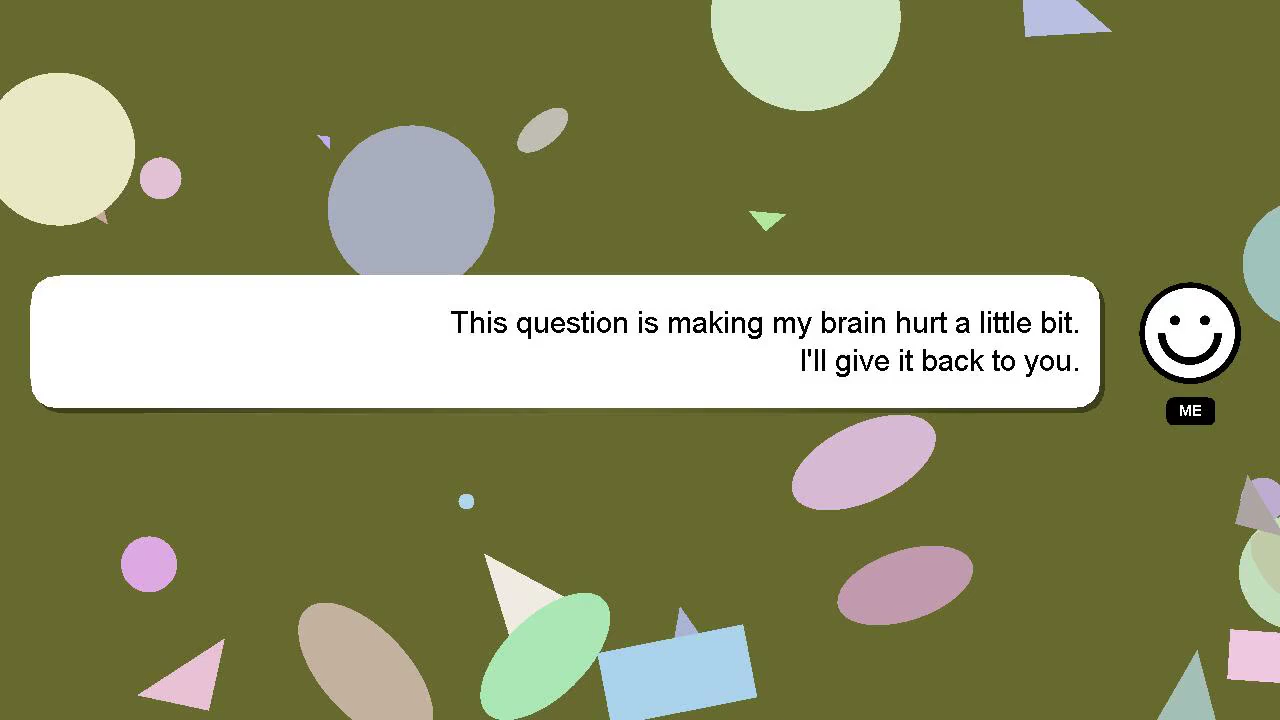 This question is making my brain hurt a little bit.
I'll give it back to you.
ME